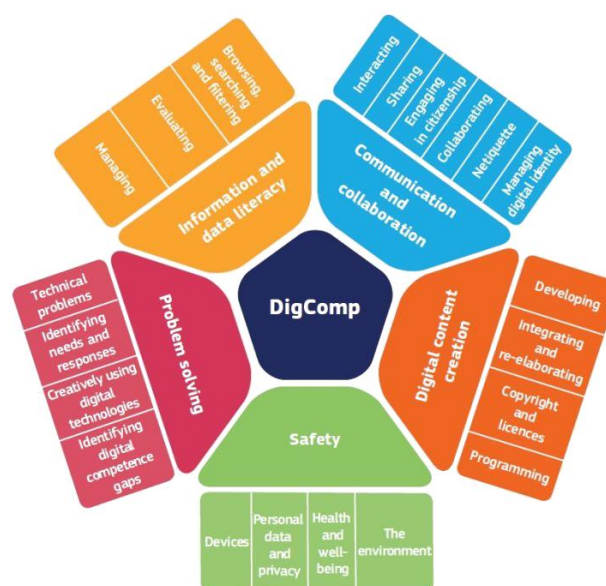 DigComp
Information and
data literacy
Browsing,
searching
and filtering
Evaluating
Managing
Communication
and
collaboration
Interacting
Sharing
Engaging
in citizenship
Collaborating
Netiquette
Managing
digital identity
Digital content
creation
Developing
Integrating and
re-elaborating
Copyright and
licences
Programming
Safety
Devices
Personal
data and
privacy
Health and
well-
being
The
environment
Problem solving
Technical
problems
Identifying
needs and
responses
Creatively using
digital
technologies
Identifying
digital
competence
gaps